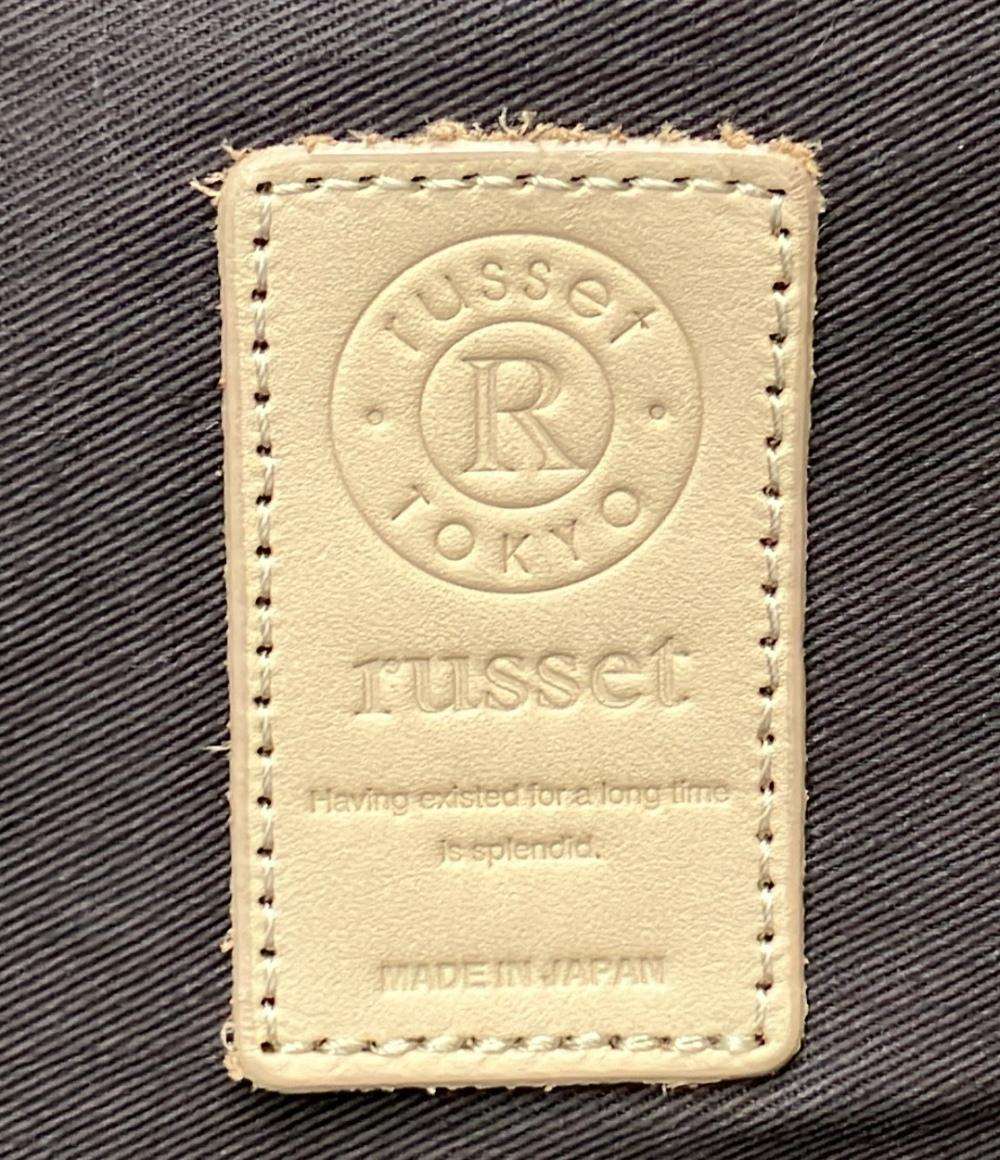 russet
R
TOKYO
russet
Having existed for a long time
is splendid.
MADE IN JAPAN